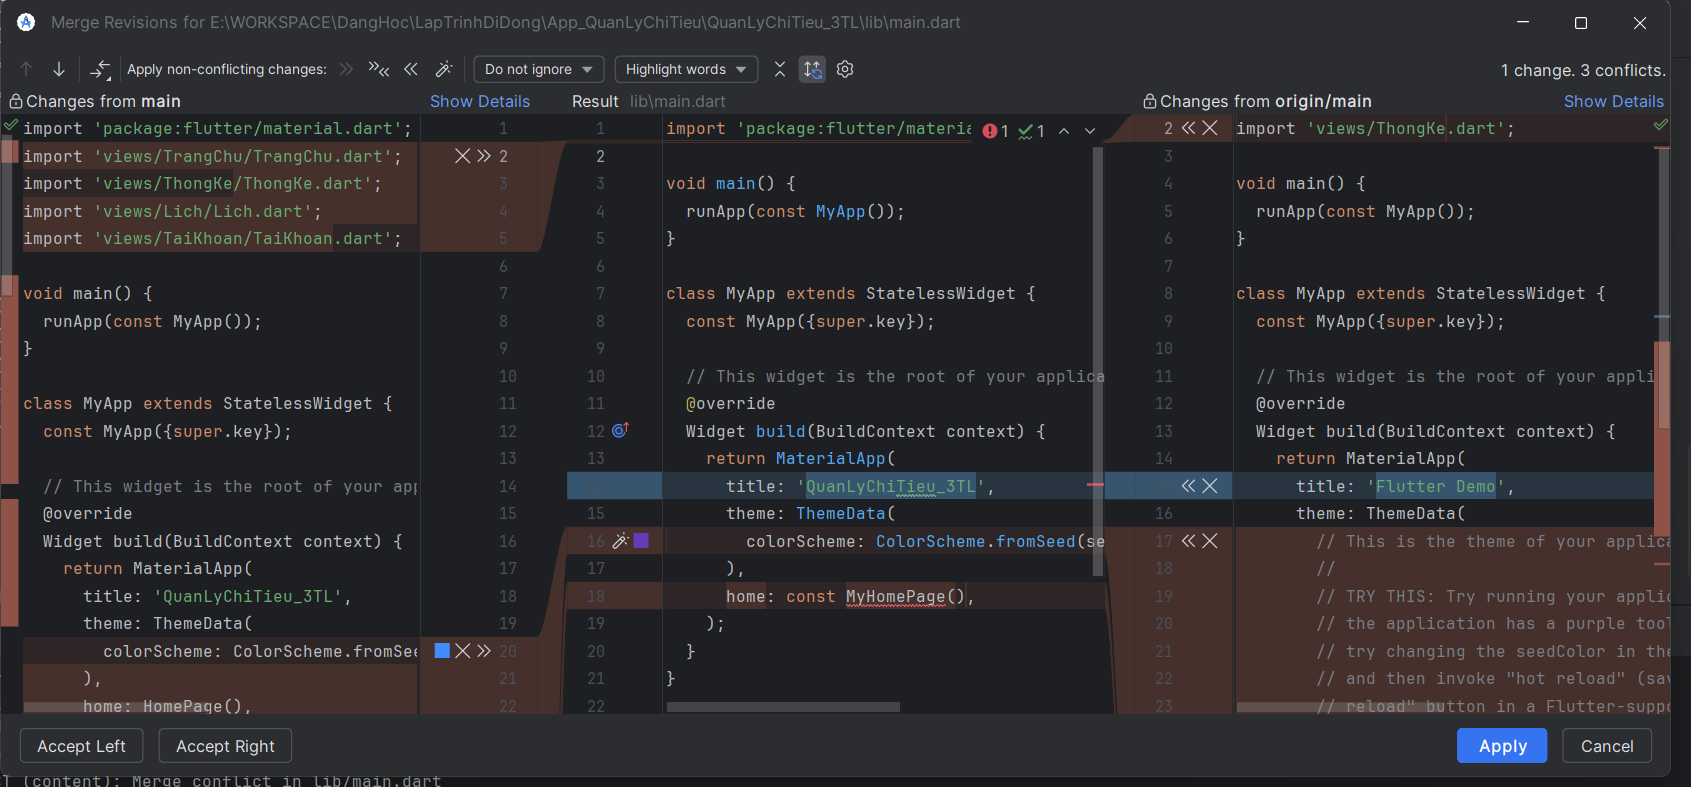 Merge Revisions for E:\WORKSPACE\DangHoc\LapTrinhDiDong\App_QuanLyChiTieu\QuanLyChiTieu_3TL\lib\main.dart
Apply non-conflicting changes: Do not ignore Highlight words 1 change. 3 conflicts.
Changes from main Show Details
import 'package:flutter/material.dart'; 1
import 'views/TrangChu/TrangChu.dart'; 2
import 'views/ThongKe/ThongKe.dart'; 3
import 'views/Lich/Lich.dart'; 4
import 'views/TaiKhoan/TaiKhoan.dart'; 5
6
void main() { 7
runApp(const MyApp()); 8
} 9
10
class MyApp extends StatelessWidget { 11
const MyApp({super.key}); 12
13
// This widget is the root of your app 14
@override 15
Widget build(BuildContext context) { 16
return MaterialApp( 17
title: 'QuanLyChiTieu_3TL', 18
theme: ThemeData( 19
colorScheme: ColorScheme.fromSee 20
), 21
home: HomePage(), 22
Result lib\main.dart
1 import 'package:flutter/materia 1 1
2
3 void main() {
4 runApp(const MyApp());
5 }
6
7 class MyApp extends StatelessWidget {
8 const MyApp({super.key});
9
10 // This widget is the root of your applica
11 @override
12 Widget build(BuildContext context) {
13 return MaterialApp(
title: 'QuanLyChiTieu_3TL',
15 theme: ThemeData(
16 colorScheme: ColorScheme.fromSeed(se
17 ),
18 home: const MyHomePage(),
19 );
20 }
21 }
22
Changes from origin/main Show Details
2 import 'views/ThongKe.dart';
3
4 void main() {
5 runApp(const MyApp());
6 }
7
8 class MyApp extends StatelessWidget {
9 const MyApp({super.key});
10
11 // This widget is the root of your appli
12 @override
13 Widget build(BuildContext context) {
14 return MaterialApp(
title: 'Flutter Demo',
16 theme: ThemeData(
17 // This is the theme of your applica
18 //
19 // TRY THIS: Try running your applic
20 // the application has a purple tool
21 // try changing the seedColor in the
22 // and then invoke "hot reload" (sav
23 // reload" button in a Flutter-suppo
Accept Left Accept Right Apply Cancel
T (content): Merge conflict in lib/main.dart